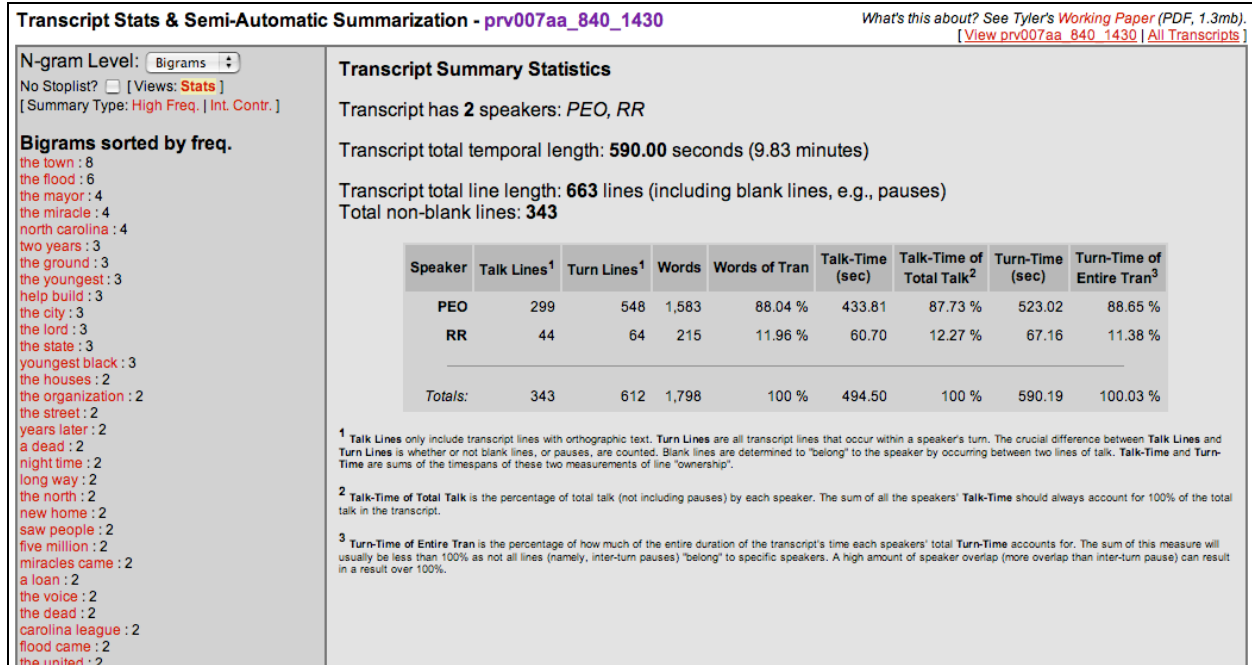 Transcript Stats & Semi-Automatic Summarization - prv007aa_840_1430
What's this about? See Tyler's Working Paper (PDF, 1.3mb).
[ View prv007aa_840_1430 | All Transcripts ]
N-gram Level: Bigrams
No Stoplist? [ Views: Stats ]
[ Summary Type: High Freq. | Int. Contr. ]
Bigrams sorted by freq.
the town : 8
the flood : 6
the mayor : 4
the miracle : 4
north carolina : 4
two years : 3
the ground : 3
the youngest : 3
help build : 3
the city : 3
the lord : 3
the state : 3
youngest black : 3
the houses : 2
the organization : 2
the street : 2
years later : 2
a dead : 2
night time : 2
long way : 2
the north : 2
new home : 2
saw people : 2
five million : 2
miracles came : 2
a loan : 2
the voice : 2
the dead : 2
carolina league : 2
flood came : 2
the united : 2
Transcript Summary Statistics
Transcript has 2 speakers: PEO, RR
Transcript total temporal length: 590.00 seconds (9.83 minutes)
Transcript total line length: 663 lines (including blank lines, e.g., pauses)
Total non-blank lines: 343
Speaker Talk Lines1 Turn Lines1 Words Words of Tran Talk-Time (sec) Talk-Time of Total Talk2 Turn-Time (sec) Turn-Time of Entire Tran3
PEO 299 548 1,583 88.04 % 433.81 87.73 % 523.02 88.65 %
RR 44 64 215 11.96 % 60.70 12.27 % 67.16 11.38 %
Totals: 343 612 1,798 100 % 494.50 100 % 590.19 100.03 %
1 Talk Lines only include transcript lines with orthographic text. Turn Lines are all transcript lines that occur within a speaker's turn. The crucial difference between Talk Lines and
Turn Lines is whether or not blank lines, or pauses, are counted. Blank lines are determined to "belong" to the speaker by occurring between two lines of talk. Talk-Time and Turn-
Time are sums of the timespans of these two measurements of line "ownership".
2 Talk-Time of Total Talk is the percentage of total talk (not including pauses) by each speaker. The sum of all the speakers' Talk-Time should always account for 100% of the total
talk in the transcript.
3 Turn-Time of Entire Tran is the percentage of how much of the entire duration of the transcript's time each speakers' total Turn-Time accounts for. The sum of this measure will
usually be less than 100% as not all lines (namely, inter-turn pauses) "belong" to specific speakers. A high amount of speaker overlap (more overlap than inter-turn pause) can result
in a result over 100%.